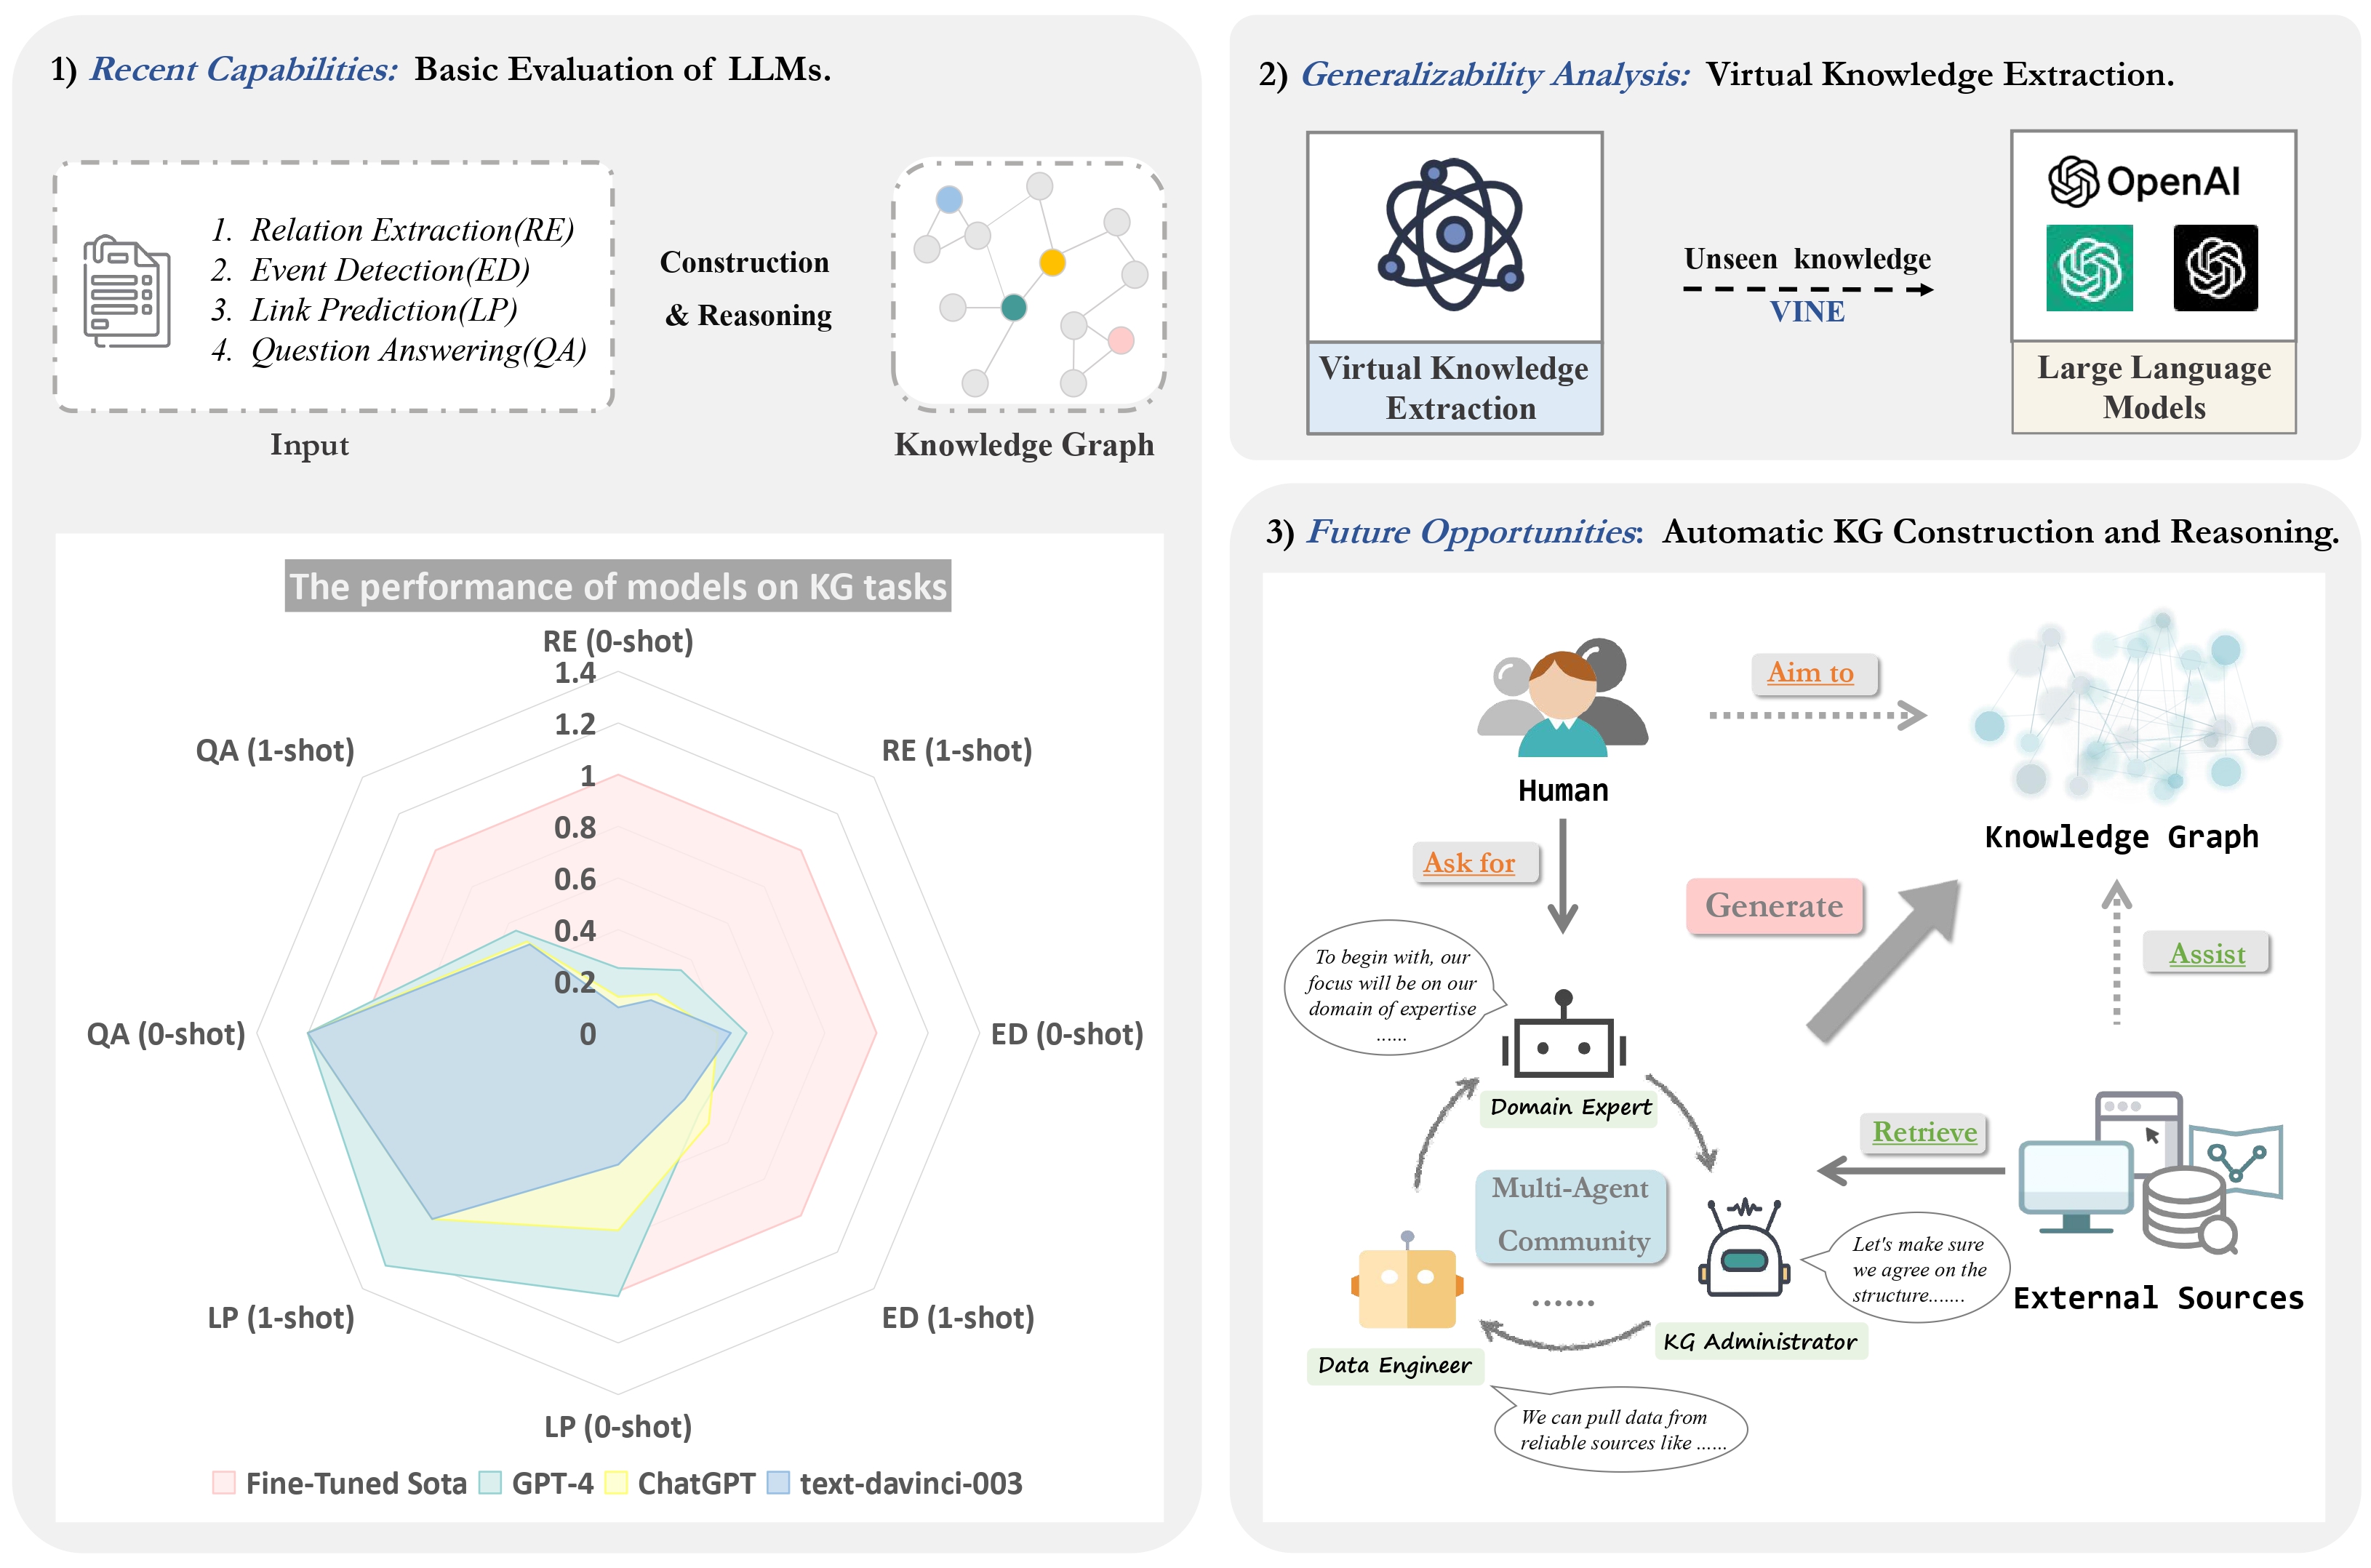 1) Recent Capabilities: Basic Evaluation of LLMs.
1. Relation Extraction(RE)
2. Event Detection(ED)
3. Link Prediction(LP)
4. Question Answering(QA)
Input
Construction
& Reasoning
Knowledge Graph
The performance of models on KG tasks
RE (0-shot)
1.4
1.2
1
0.8
0.6
0.4
0.2
0
RE (1-shot)
ED (0-shot)
ED (1-shot)
LP (0-shot)
LP (1-shot)
QA (0-shot)
QA (1-shot)
Fine-Tuned Sota GPT-4 ChatGPT text-davinci-003
2) Generalizability Analysis: Virtual Knowledge Extraction.
Virtual Knowledge
Extraction
Unseen knowledge
VINE
OpenAI
Large Language
Models
3) Future Opportunities: Automatic KG Construction and Reasoning.
Human
Aim to
Knowledge Graph
Ask for
Generate
Assist
To begin with, our
focus will be on our
domain of expertise
......
Domain Expert
Retrieve
Multi-Agent
Community
......
Let's make sure
we agree on the
structure.......
External Sources
KG Administrator
Data Engineer
We can pull data from
reliable sources like ......